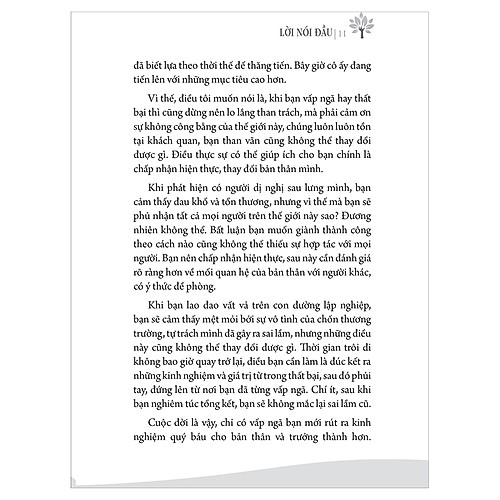 LỜI NÓI ĐẦU | 11
đã biết lựa theo thời thế để thăng tiến. Bây giờ cô ấy đang
tiến lên với những mục tiêu cao hơn.
Vì thế, điều tôi muốn nói là, khi bạn vấp ngã hay thất
bại thì cũng đừng nên lo lắng than trách, mà phải cảm ơn
sự không công bằng của thế giới này, chúng luôn luôn tồn
tại khách quan, bạn than vãn cũng không thể thay đổi
được gì. Điều thực sự có thể giúp ích cho bạn chính là
chấp nhận hiện thực, thay đổi bản thân mình.
Khi phát hiện có người dị nghị sau lưng mình, bạn
cảm thấy đau khổ và tổn thương, nhưng vì thế mà bạn sẽ
phủ nhận tất cả mọi người trên thế giới này sao? Đương
nhiên không thể. Bất luận bạn muốn giành thành công
theo cách nào cũng không thể thiếu sự hợp tác với mọi
người. Bạn nên chấp nhận hiện thực, sau này cần đánh giá
rõ ràng hơn về mối quan hệ của bản thân với người khác,
có ý thức đề phòng.
Khi bạn lao đao vất vả trên con đường lập nghiệp,
bạn sẽ cảm thấy mệt mỏi bởi sự vô tình của chốn thương
trường, tự trách mình đã gây ra sai lầm, nhưng những điều
này cũng không thể thay đổi được gì. Thời gian trôi đi
không bao giờ quay trở lại, điều bạn cần làm là đúc kết ra
những kinh nghiệm và giá trị từ trong thất bại, sau đó phủi
tay, đứng lên từ nơi bạn đã từng vấp ngã. Chí ít, sau khi
bạn nghiêm túc tổng kết, bạn sẽ không mắc lại sai lầm cũ.
Cuộc đời là vậy, chỉ có vấp ngã bạn mới rút ra kinh
nghiệm quý báu cho bản thân và trưởng thành hơn.